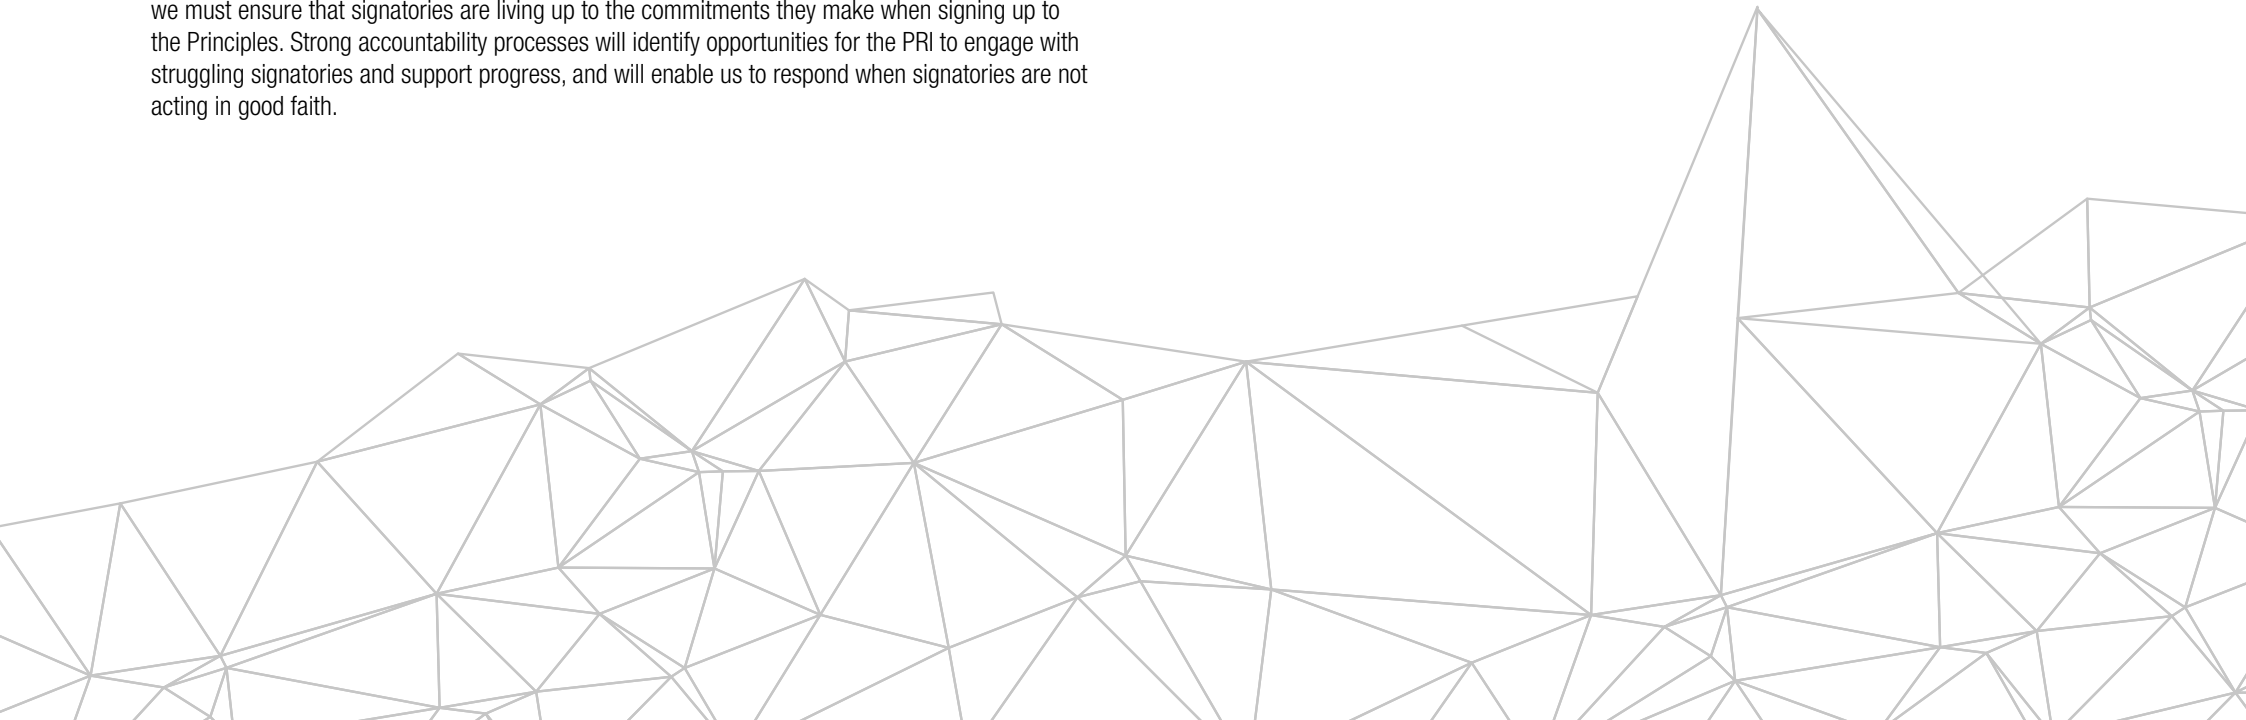 we must ensure that signatories are living up to the commitments they make when signing up to
the Principles. Strong accountability processes will identify opportunities for the PRI to engage with
struggling signatories and support progress, and will enable us to respond when signatories are not
acting in good faith.